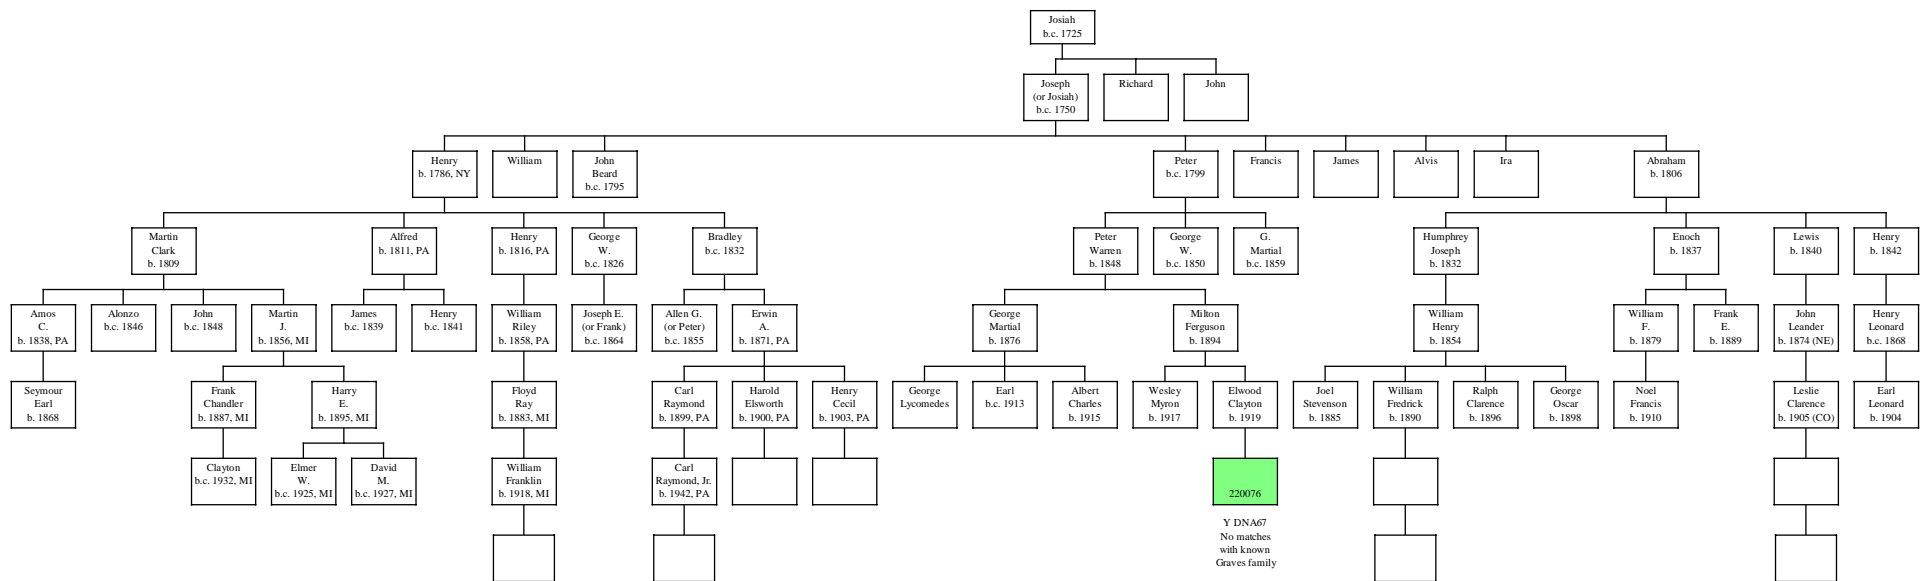 Josiah
b.c. 1725
Joseph
(or Josiah)
b.c. 1750
Richard
John
Henry
b. 1786, NY
William
John
Beard
b.c. 1795
Peter
b.c. 1799
Francis
James
Alvis
Ira
Abraham
b. 1806
Martin
Clark
b. 1809
Alfred
b. 1811, PA
Henry
b. 1816, PA
George
W.
b.c. 1826
Bradley
b.c. 1832
Peter
Warren
b. 1848
George
W.
b.c. 1850
G.
Martial
b.c. 1859
Humphrey
Joseph
b. 1832
Enoch
b. 1837
Lewis
b. 1840
Henry
b. 1842
Amos
C.
b. 1838, PA
Alonzo
b.c. 1846
John
b.c. 1848
Martin
J.
b. 1856, MI
James
b.c. 1839
Henry
b.c. 1841
William
Riley
b. 1858, PA
Joseph E.
(or Frank)
b.c. 1864
Allen G.
(or Peter)
b.c. 1855
Erwin
A.
b. 1871, PA
George
Martial
b. 1876
Milton
Ferguson
b. 1894
William
Henry
b. 1854
William
F.
b. 1879
Frank
E.
b. 1889
John
Leander
b. 1874 (NE)
Henry
Leonard
b.c. 1868
Seymour
Earl
b. 1868
Frank
Chandler
b. 1887, MI
Harry
E.
b. 1895, MI
Floyd
Ray
b. 1883, MI
Carl
Raymond
b. 1899, PA
Harold
Elsworth
b. 1900, PA
Henry
Cecil
b. 1903, PA
George
Lycomedes
Earl
b.c. 1913
Albert
Charles
b. 1915
Wesley
Myron
b. 1917
Elwood
Clayton
b. 1919
Joel
Stevenson
b. 1885
William
Fredrick
b. 1890
Ralph
Clarence
b. 1896
George
Oscar
b. 1898
Noel
Francis
b. 1910
Leslie
Clarence
b. 1905 (CO)
Earl
Leonard
b. 1904
Clayton
b.c. 1932, MI
Elmer
W.
b.c. 1925, MI
David
M.
b.c. 1927, MI
William
Franklin
b. 1918, MI
Carl
Raymond, Jr.
b. 1942, PA
220076
Y DNA67
No matches
with known
Graves family